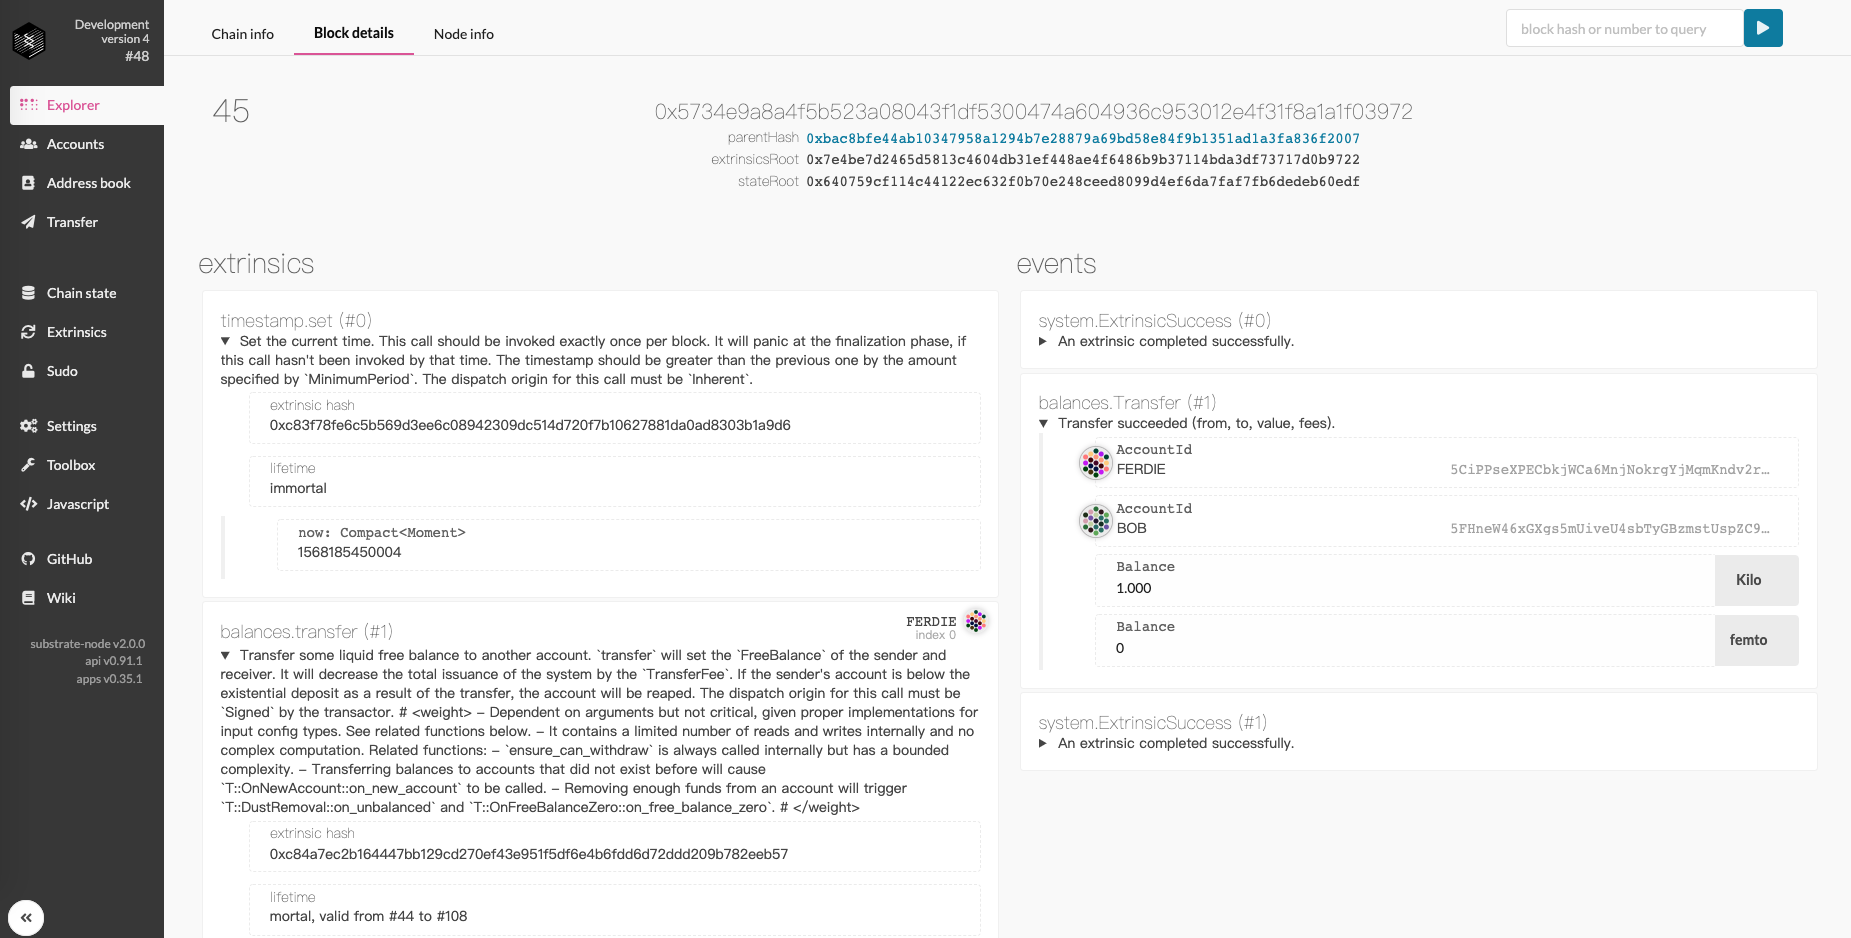 Development
version 4
#48
Explorer
Accounts
Address book
Transfer
Chain state
Extrinsics
Sudo
Settings
Toolbox
Javascript
GitHub
Wiki
substrate-node v2.0.0
api v0.91.1
apps v0.35.1
Chain info
Block details
Node info
block hash or number to query
45
0x5734e9a8a4f5b523a08043f1df5300474a604936c953012e4f31f8a1a1f03972
parentHash 0xbac8bfe44ab10347958a1294b7e28879a69bd58e84f9b1351ad1a3fa836f2007
extrinsicsRoot 0x7e4be7d2465d5813c4604db31ef448ae4f6486b9b37114bda3df73717d0b9722
stateRoot 0x640759cf114c44122ec632f0b70e248ceed8099d4ef6da7faf7fb6dedeb60edf
extrinsics
timestamp.set (#0)
▼ Set the current time. This call should be invoked exactly once per block. It will panic at the finalization phase, if
this call hasn't been invoked by that time. The timestamp should be greater than the previous one by the amount
specified by `MinimumPeriod`. The dispatch origin for this call must be `Inherent`.
extrinsic hash
0xc83f78fe6c5b569d3ee6c08942309dc514d720f7b10627881da0ad8303b1a9d6
lifetime
immortal
now: Compact<Moment>
1568185450004
balances.transfer (#1)
FERDIE
index 0
▼ Transfer some liquid free balance to another account. `transfer` will set the `FreeBalance` of the sender and
receiver. It will decrease the total issuance of the system by the `TransferFee`. If the sender's account is below the
existential deposit as a result of the transfer, the account will be reaped. The dispatch origin for this call must be
`Signed` by the transactor. # <weight> - Dependent on arguments but not critical, given proper implementations for
input config types. See related functions below. - It contains a limited number of reads and writes internally and no
complex computation. Related functions: - `ensure_can_withdraw` is always called internally but has a bounded
complexity. - Transferring balances to accounts that did not exist before will cause
`T::OnNewAccount::on_new_account` to be called. - Removing enough funds from an account will trigger
`T::DustRemoval::on_unbalanced` and `T::OnFreeBalanceZero::on_free_balance_zero`. # </weight>
extrinsic hash
0xc84a7ec2b164447bb129cd270ef43e951f5df6e4b6fdd6d72ddd209b782eeb57
lifetime
mortal, valid from #44 to #108
events
system.ExtrinsicSuccess (#0)
▶ An extrinsic completed successfully.
balances.Transfer (#1)
▼ Transfer succeeded (from, to, value, fees).
AccountId
FERDIE 5CiPPseXPECbkjWCa6MnjNokrgYjMqmKndv2r…
AccountId
BOB 5FHneW46xGXgs5mUiveU4sbTyGBzmstUspZC9…
Balance
1.000 Kilo
Balance
0 femto
system.ExtrinsicSuccess (#1)
▶ An extrinsic completed successfully.